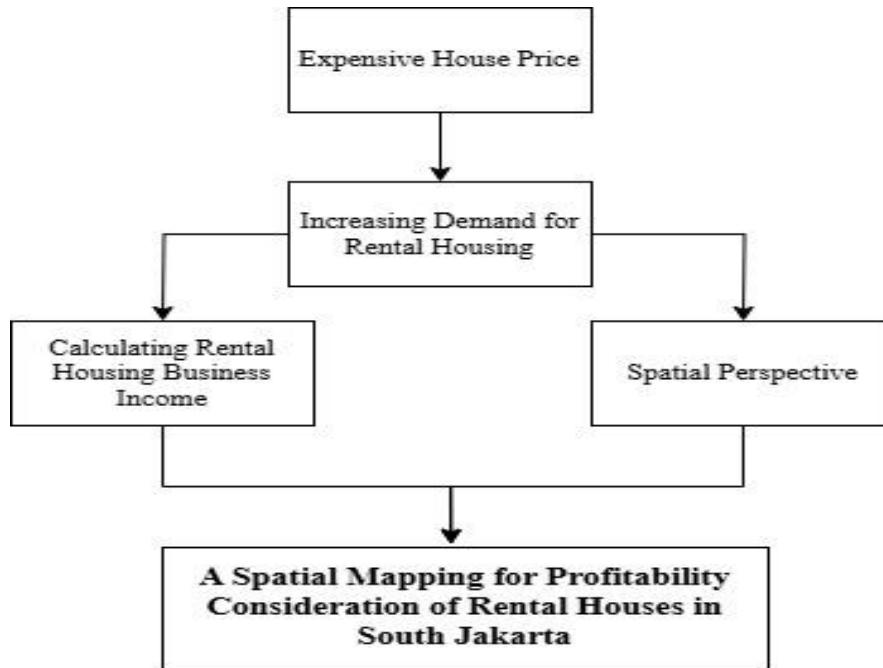 Expensive House Price
Increasing Demand for
Rental Housing
Calculating Rental
Housing Business
Income
Spatial Perspective
A Spatial Mapping for Profitability
Consideration of Rental Houses in
South Jakarta